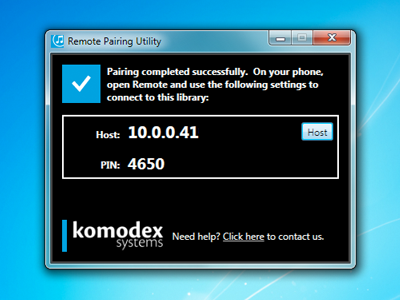 Remote Pairing Utility
Pairing completed successfully. On your phone,
open Remote and use the following settings to
connect to this library:
Host: 10.0.0.41 Host
PIN: 4650
komodex
systems
Need help? Click here to contact us.